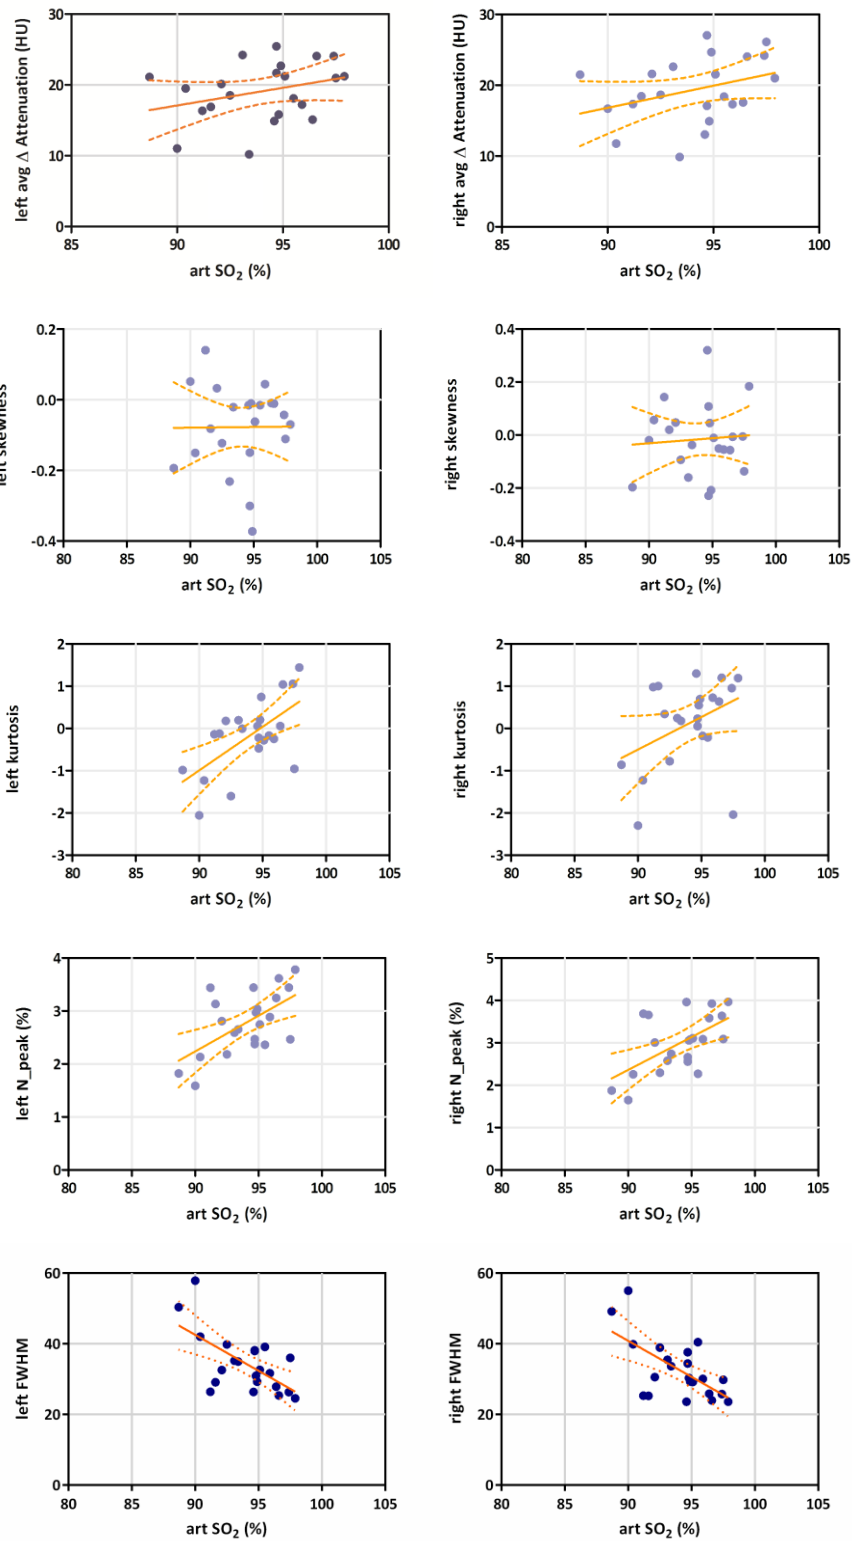 left avg Δ Attenuation (HU)
30
20
10
0
85 90 95 100
art SO₂ (%)
right avg Δ Attenuation (HU)
30
20
10
0
85 90 95 100
art SO₂ (%)
left skewness
0.2
0.0
-0.2
-0.4
80 85 90 95 100 105
art SO₂ (%)
right skewness
0.4
0.2
0.0
-0.2
-0.4
80 85 90 95 100 105
art SO₂ (%)
left kurtosis
2
1
0
-1
-2
-3
80 85 90 95 100 105
art SO₂ (%)
right kurtosis
2
1
0
-1
-2
-3
80 85 90 95 100 105
art SO₂ (%)
left N_peak (%)
4
3
2
1
0
80 85 90 95 100 105
art SO₂ (%)
right N_peak (%)
5
4
3
2
1
0
80 85 90 95 100 105
art SO₂ (%)
left FWHM
60
40
20
0
80 85 90 95 100 105
art SO₂ (%)
right FWHM
60
40
20
0
80 85 90 95 100 105
art SO₂ (%)